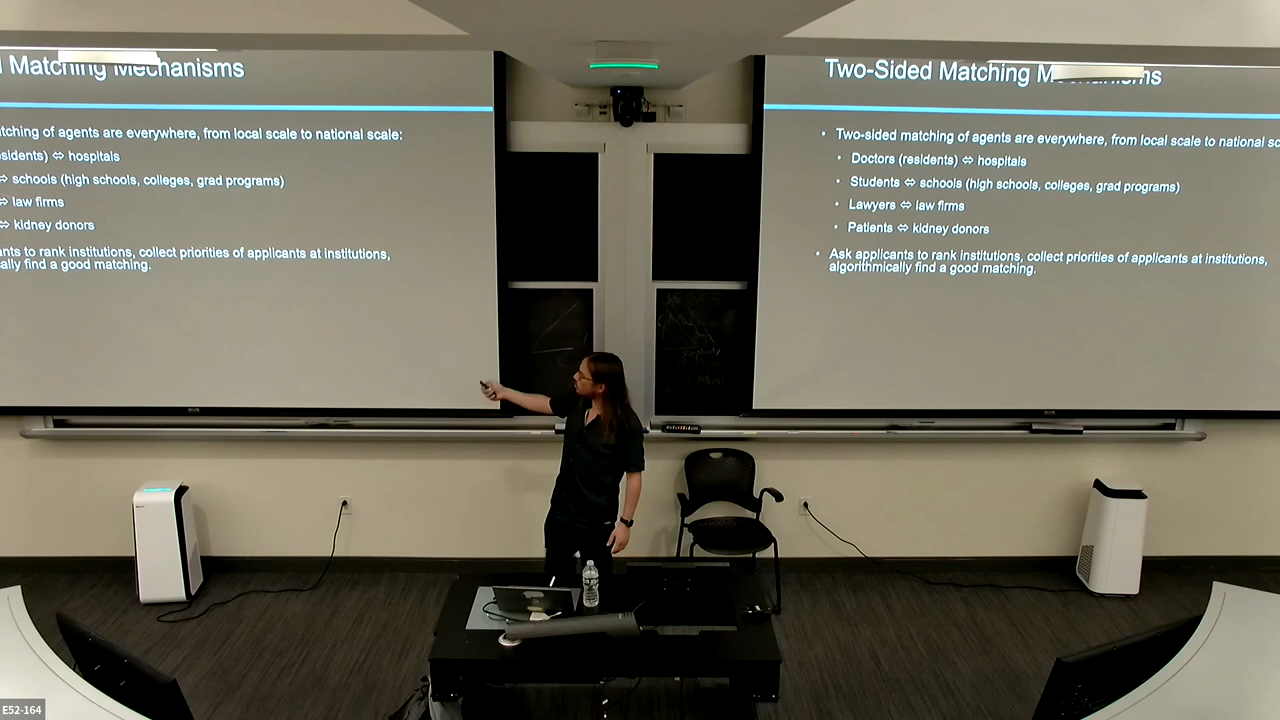 l Matching Mechanisms
tching of agents are everywhere, from local scale to national scale:
sidents) ⇔ hospitals
⇔ schools (high schools, colleges, grad programs)
⇔ law firms
⇔ kidney donors
nts to rank institutions, collect priorities of applicants at institutions,
ally find a good matching.
Two-Sided Matching Mechanisms
• Two-sided matching of agents are everywhere, from local scale to national sc
• Doctors (residents) ⇔ hospitals
• Students ⇔ schools (high schools, colleges, grad programs)
• Lawyers ⇔ law firms
• Patients ⇔ kidney donors
• Ask applicants to rank institutions, collect priorities of applicants at institutions,
algorithmically find a good matching.
E52-164